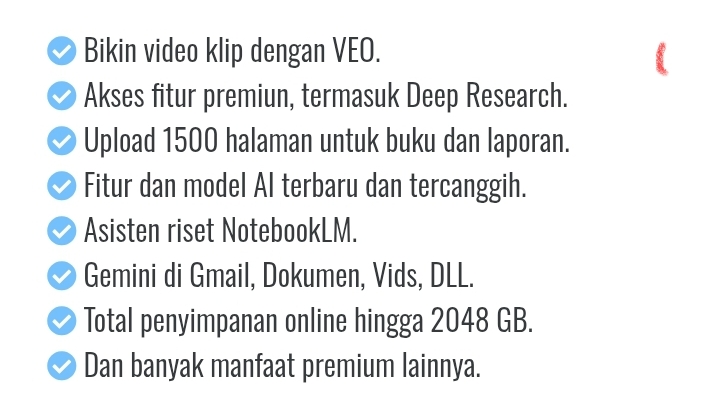 Bikin video klip dengan VEO.
Akses fitur premiun, termasuk Deep Research.
Upload 1500 halaman untuk buku dan laporan.
Fitur dan model AI terbaru dan tercanggih.
Asisten riset NotebookLM.
Gemini di Gmail, Dokumen, Vids, DLL.
Total penyimpanan online hingga 2048 GB.
Dan banyak manfaat premium lainnya.